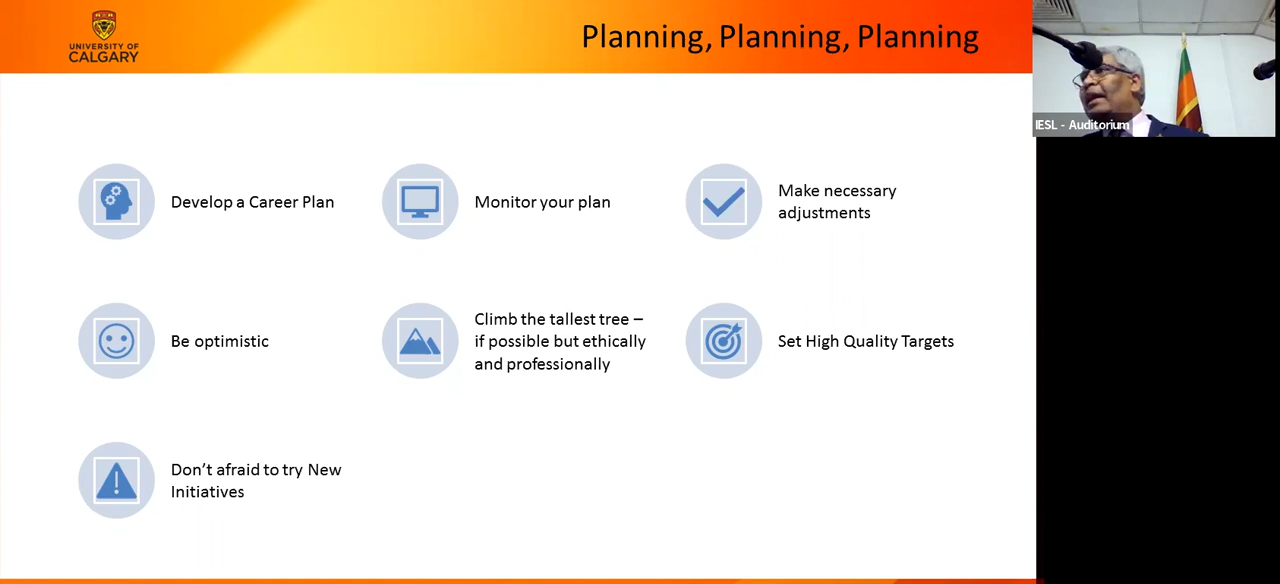 UNIVERSITY OF
CALGARY
Planning, Planning, Planning
IESL - Auditorium
Develop a Career Plan
Monitor your plan
Make necessary
adjustments
Be optimistic
Climb the tallest tree –
if possible but ethically
and professionally
Set High Quality Targets
Don’t afraid to try New
Initiatives